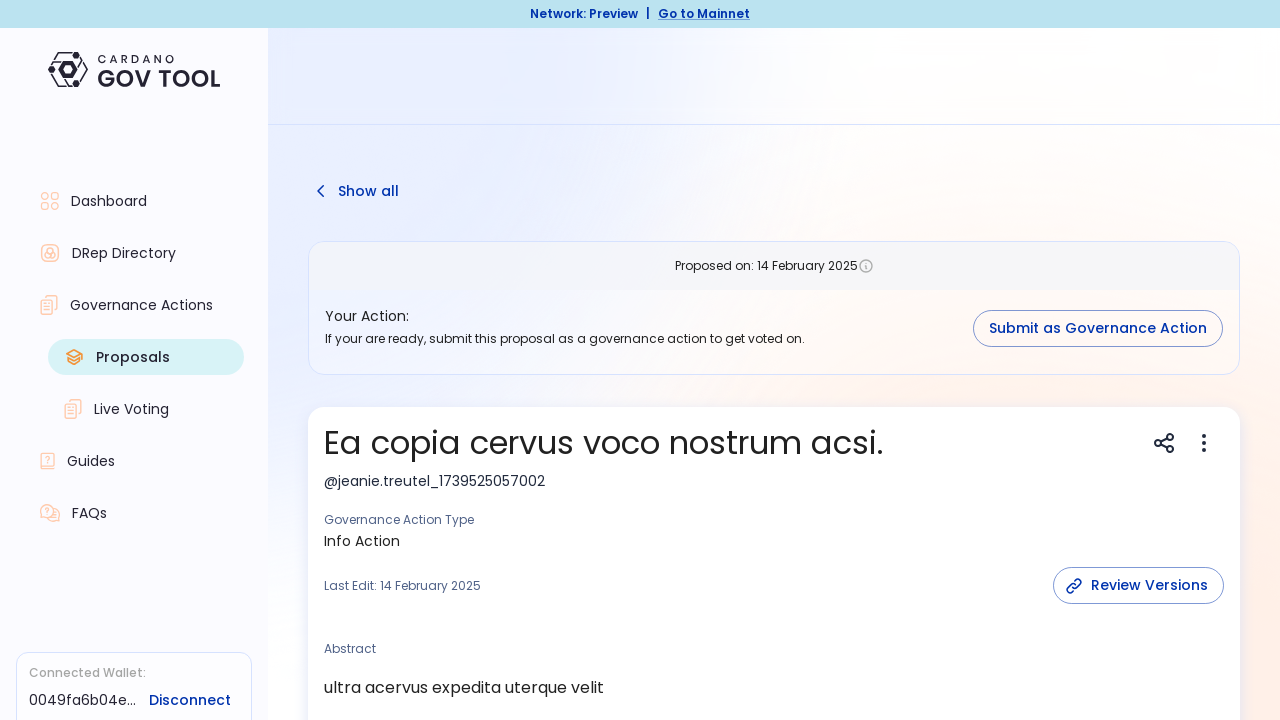 Network: Preview | Go to Mainnet
CARDANO
GOV TOOL
Dashboard
DRep Directory
Governance Actions
Proposals
Live Voting
Guides
FAQs
Connected Wallet:
0049fa6b04e... Disconnect
Show all
Proposed on: 14 February 2025
Your Action:
If your are ready, submit this proposal as a governance action to get voted on.
Submit as Governance Action
Ea copia cervus voco nostrum acsi.
@jeanie.treutel_1739525057002
Governance Action Type
Info Action
Last Edit: 14 February 2025
Review Versions
Abstract
ultra acervus expedita uterque velit